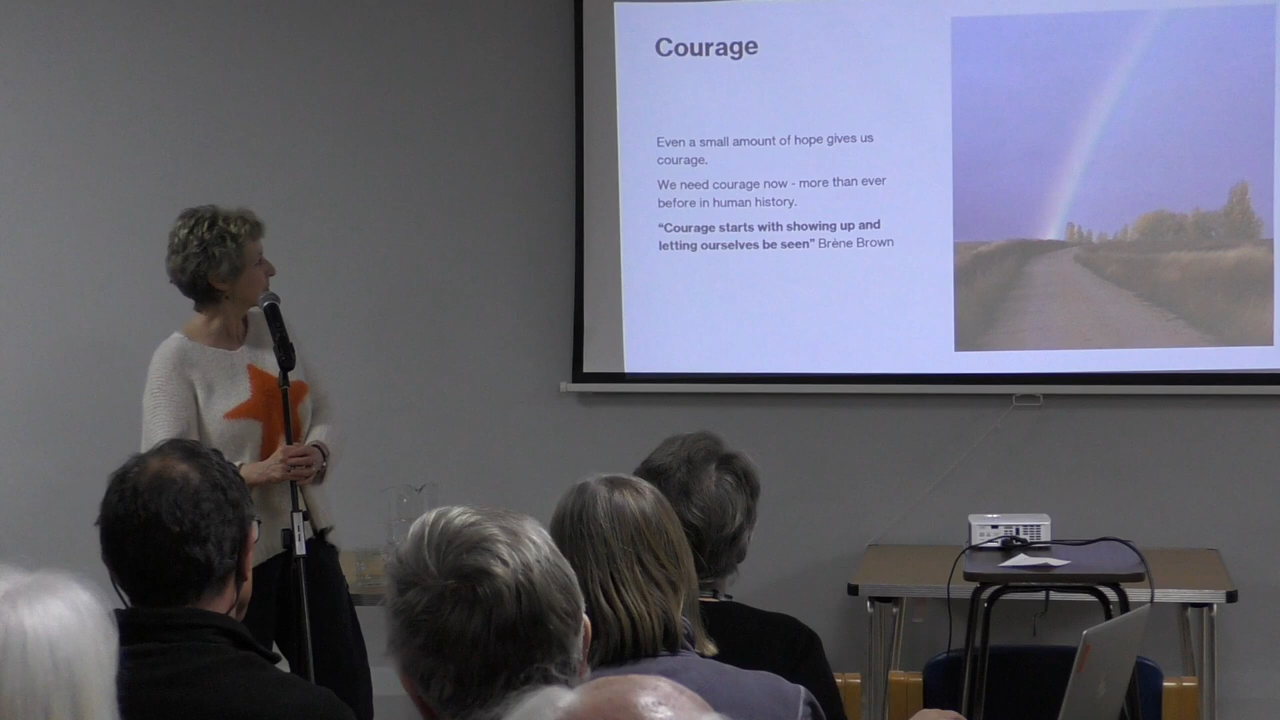 Courage
Even a small amount of hope gives us
courage.
We need courage now - more than ever
before in human history.
“Courage starts with showing up and
letting ourselves be seen” Brène Brown